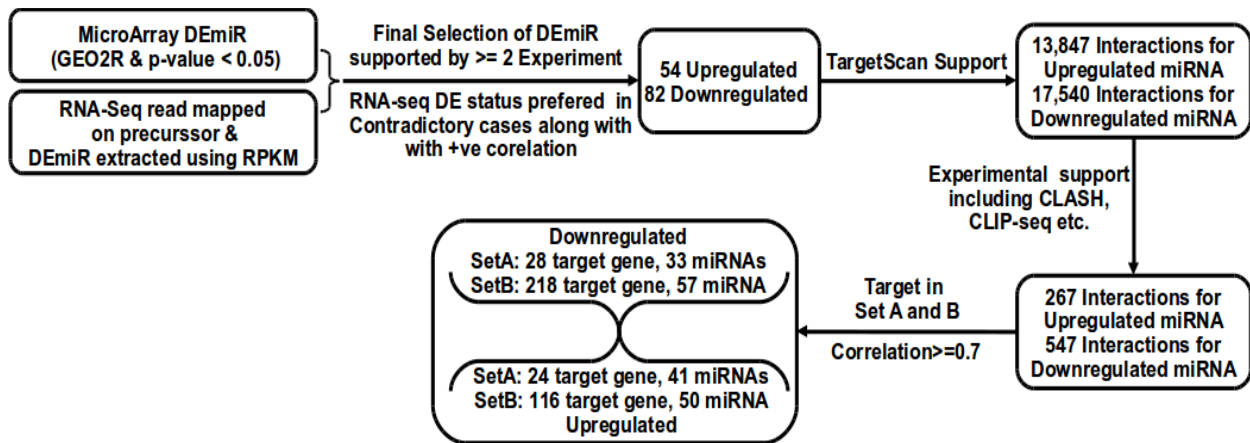 MicroArray DEmiR
(GEO2R & p-value < 0.05)
RNA-Seq read mapped
on precurssor &
DEmiR extracted using RPKM
Final Selection of DEmiR
supported by >= 2 Experiment
RNA-seq DE status prefered in
Contradictory cases along with
with +ve corelation
54 Upregulated
82 Downregulated
TargetScan Support
13,847 Interactions for
Upregulated miRNA
17,540 Interactions for
Downregulated miRNA
Experimental support
including CLASH,
CLIP-seq etc.
267 Interactions for
Upregulated miRNA
547 Interactions for
Downregulated miRNA
Target in
Set A and B
Correlation>=0.7
Downregulated
SetA: 28 target gene, 33 miRNAs
SetB: 218 target gene, 57 miRNA
SetA: 24 target gene, 41 miRNAs
SetB: 116 target gene, 50 miRNA
Upregulated